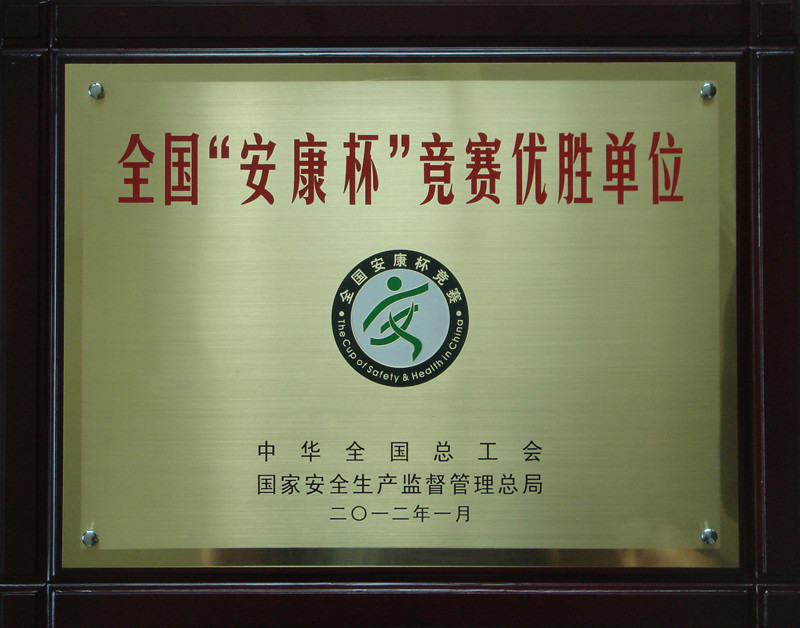 全国“安康杯”竞赛优胜单位
全国安康杯竞赛
The Cup of Safety & Health in China
中华全国总工会
国家安全生产监督管理总局
二〇一二年一月